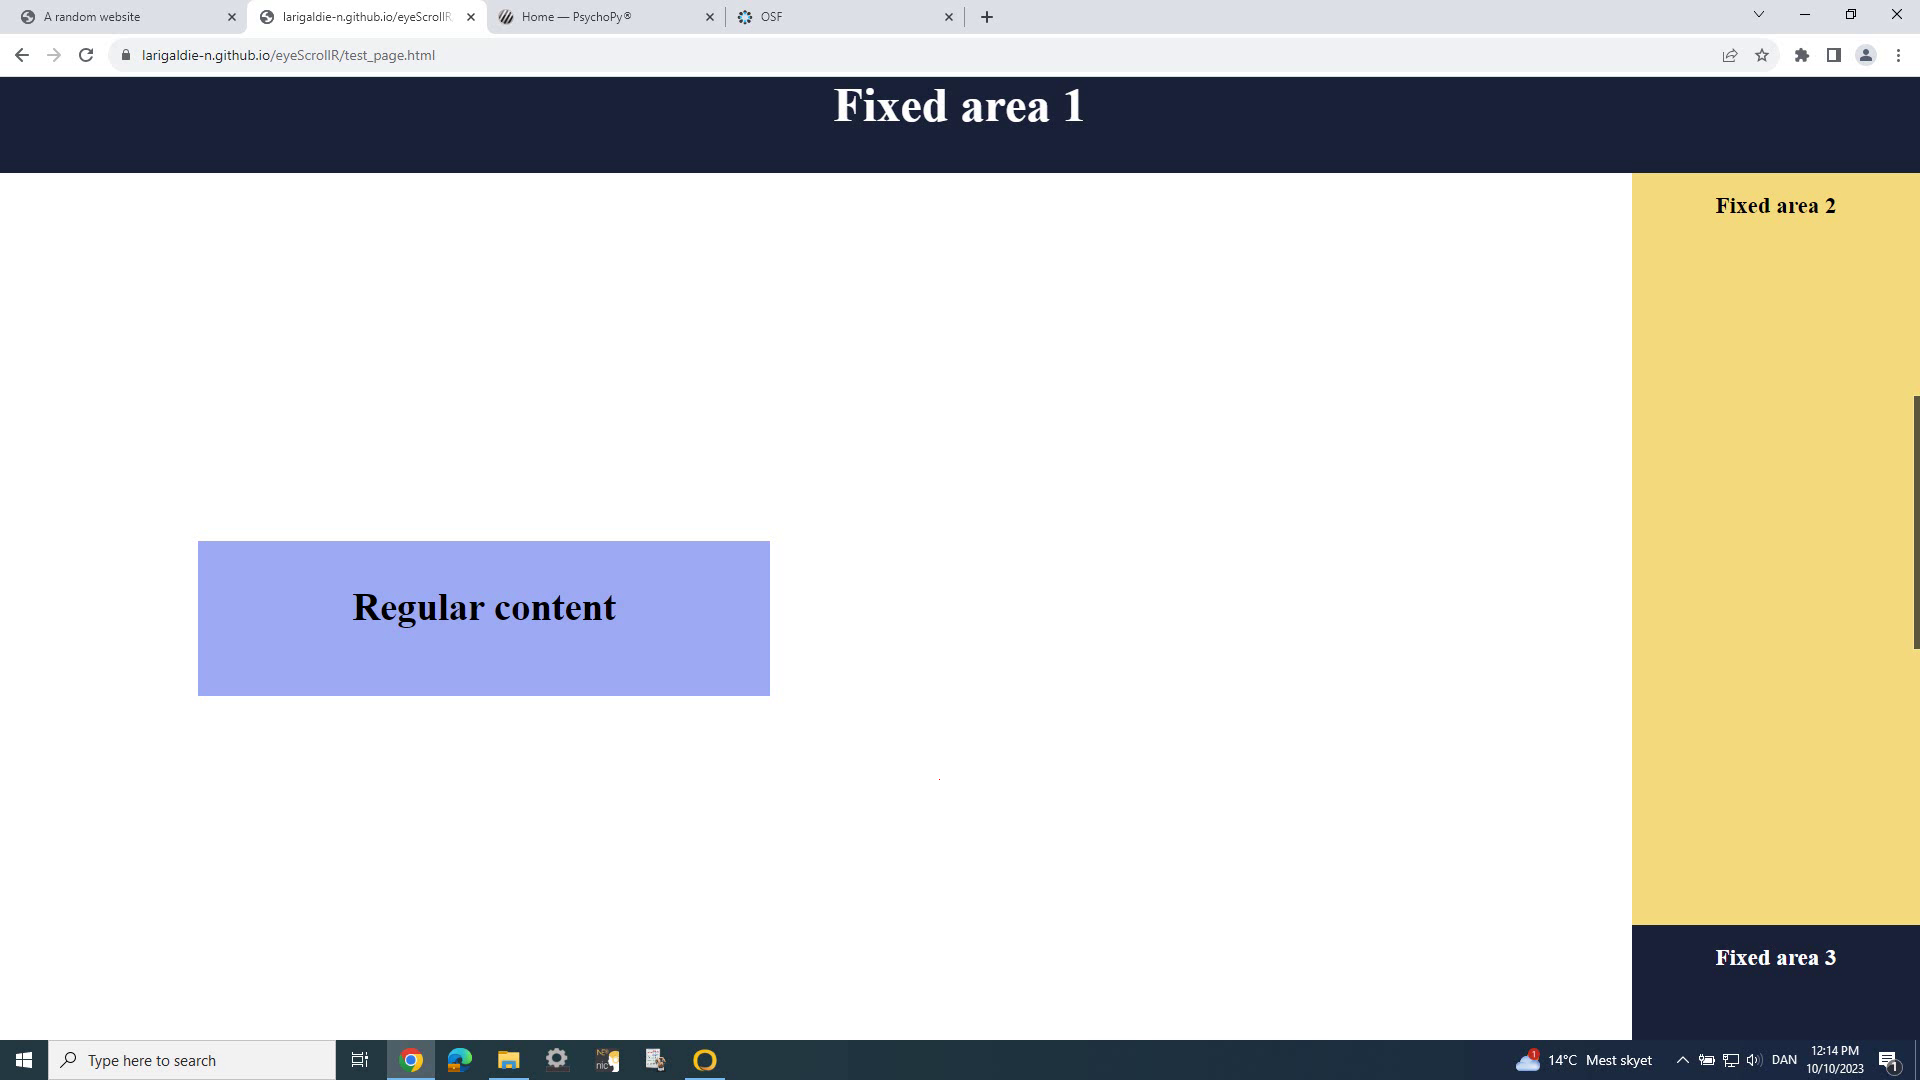 A random website
larigaldie-n.github.io/eyeScrollR
Home — PsychoPy®
OSF
larigaldie-n.github.io/eyeScrollR/test_page.html
Fixed area 1
Fixed area 2
Regular content
Fixed area 3
Type here to search
1
14°C Mest skyet
DAN
12:14 PM
10/10/2023
1